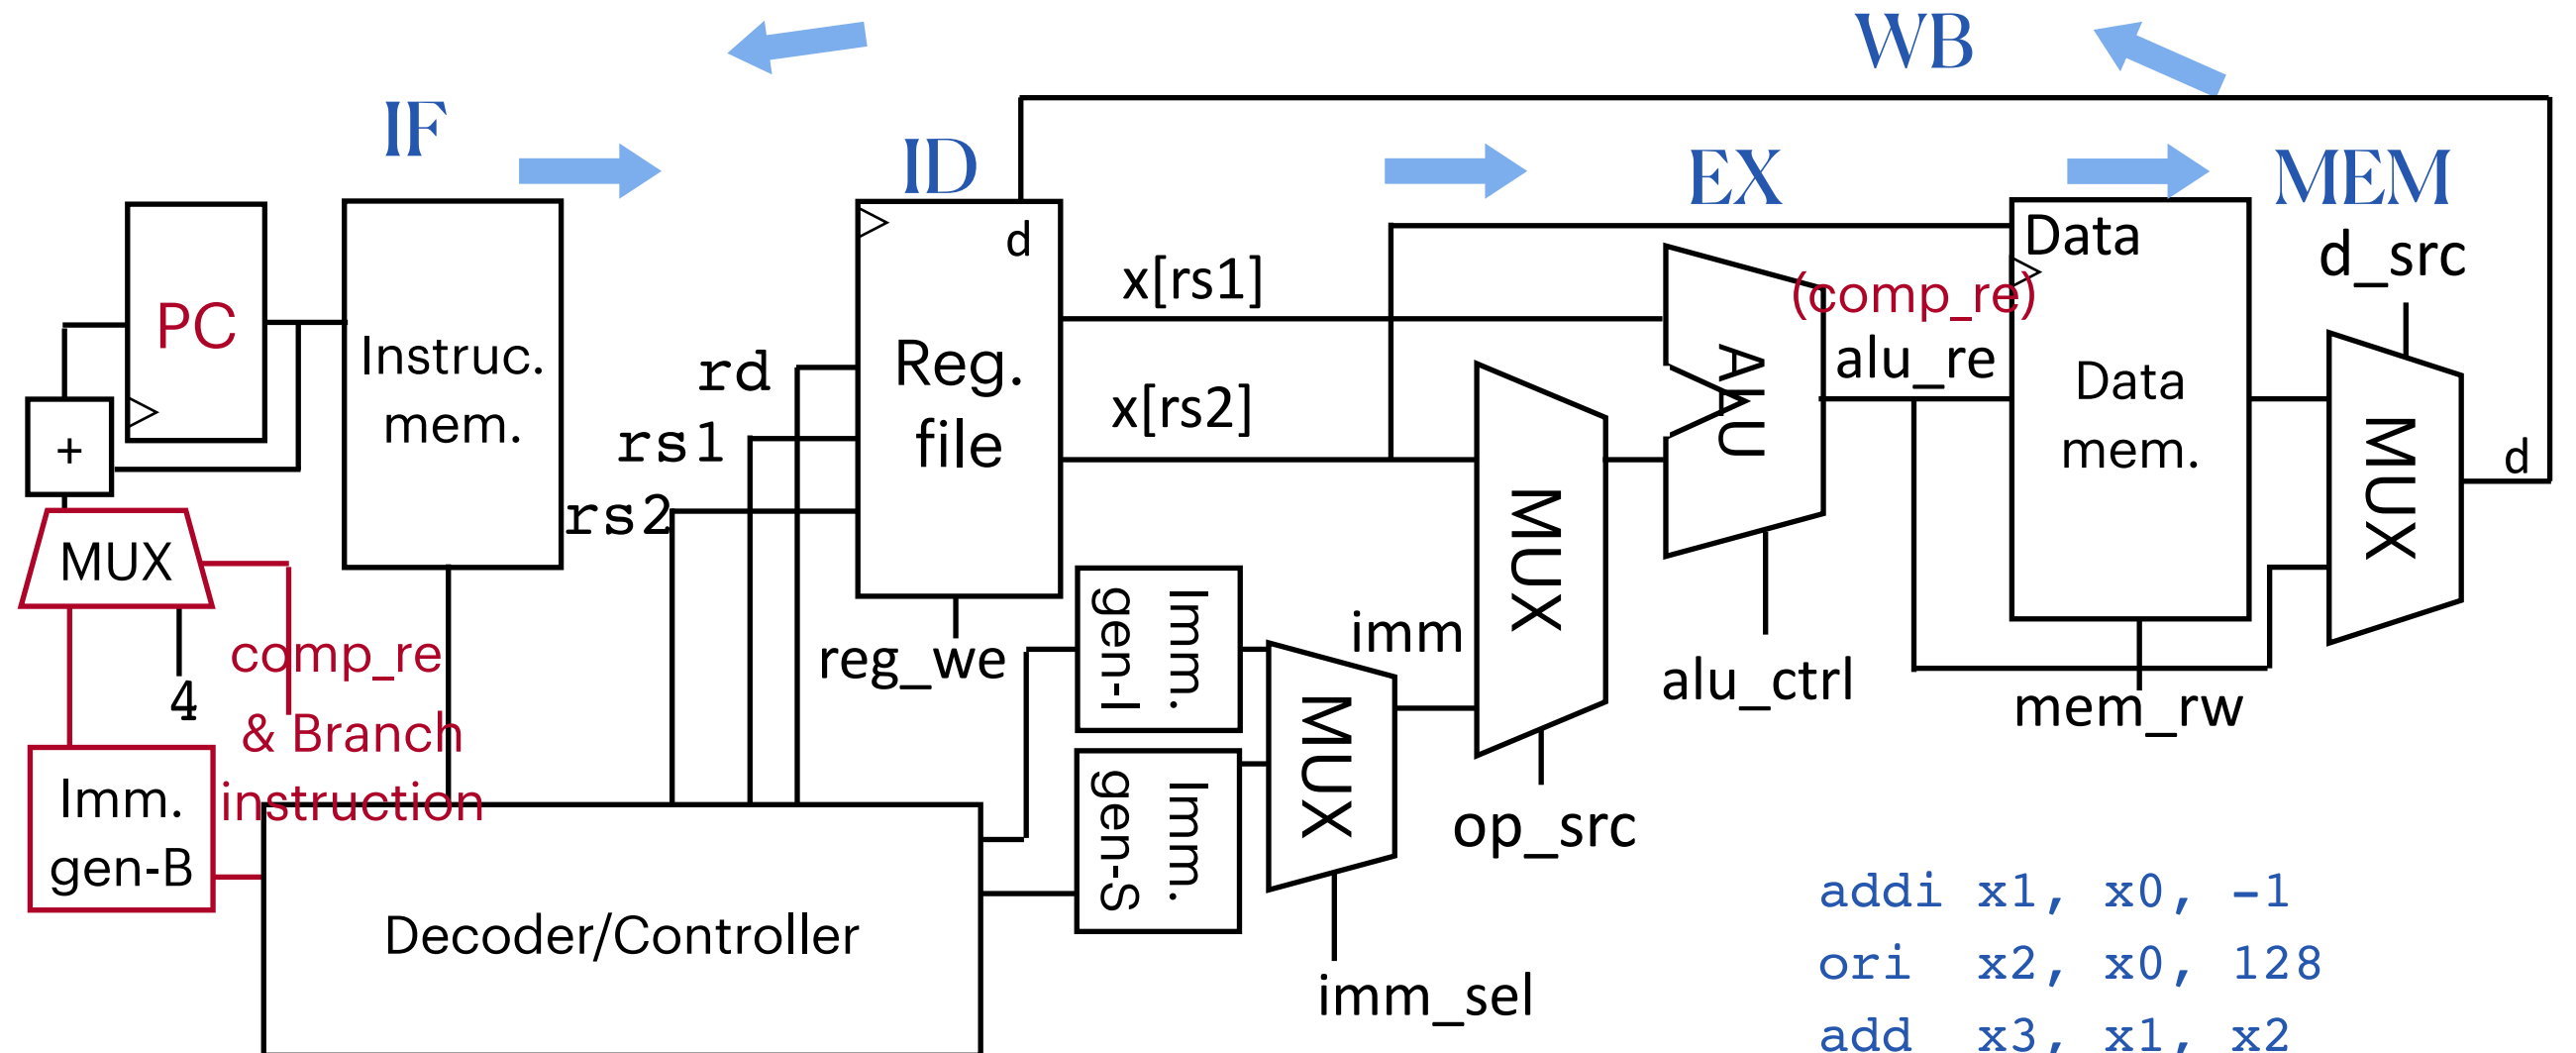 WB
IF
ID
EX
MEM
d
Data
d_src
x[rs1]
(comp_re)
PC
Instruc.
mem.
rd
Reg.
file
alu_re
ALU
Data
mem.
x[rs2]
rs1
+
rs2
MUX
MUX
MUX
d
Imm.
gen-I
imm
reg_we
comp_re
4
& Branch
instruction
alu_ctrl
mem_rw
Imm.
gen-B
Imm.
gen-S
MUX
op_src
Decoder/Controller
imm_sel
addi x1, x0, -1
ori x2, x0, 128
add x3, x1, x2